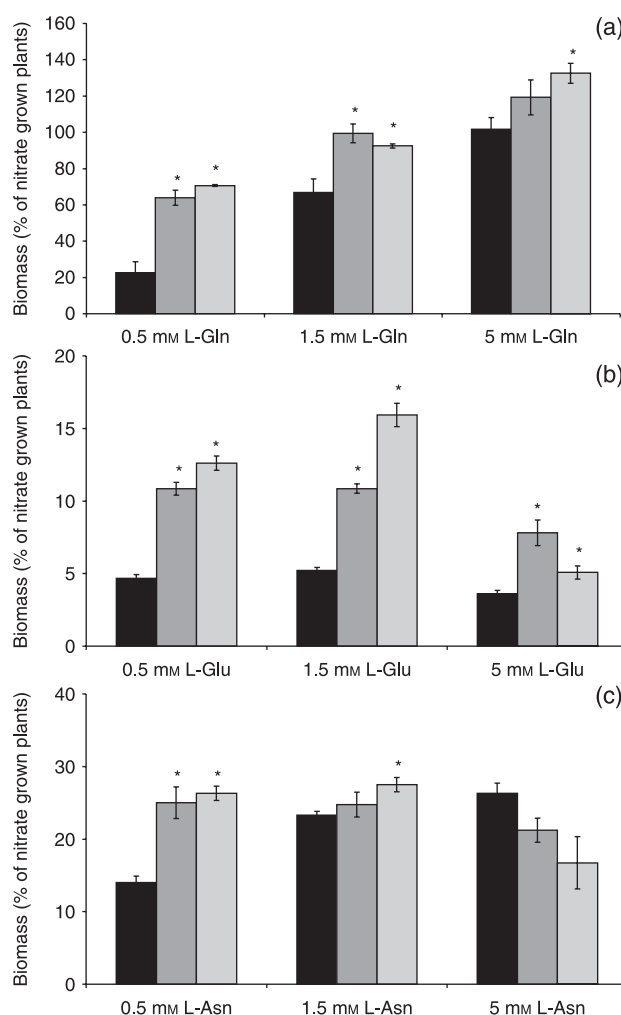 (a)
Biomass (% of nitrate grown plants)
160
140
120
100
80
60
40
20
0
* * * * *
0.5 mM L-Gln 1.5 mM L-Gln 5 mM L-Gln
(b)
Biomass (% of nitrate grown plants)
20
15
10
5
0
* * * * * *
0.5 mM L-Glu 1.5 mM L-Glu 5 mM L-Glu
(c)
Biomass (% of nitrate grown plants)
40
30
20
10
0
* * *
0.5 mM L-Asn 1.5 mM L-Asn 5 mM L-Asn